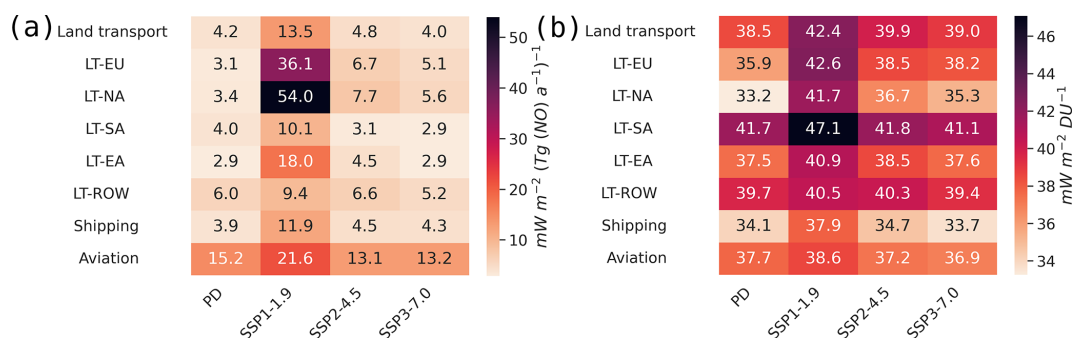 (a)
Land transport 4.2 13.5 4.8 4.0
LT-EU 3.1 36.1 6.7 5.1
LT-NA 3.4 54.0 7.7 5.6
LT-SA 4.0 10.1 3.1 2.9
LT-EA 2.9 18.0 4.5 2.9
LT-ROW 6.0 9.4 6.6 5.2
Shipping 3.9 11.9 4.5 4.3
Aviation 15.2 21.6 13.1 13.2
PD SSP1-1.9 SSP2-4.5 SSP3-7.0
50
40
30
20
10
mW m⁻² (Tg (NO) a⁻¹)⁻¹
(b)
Land transport 38.5 42.4 39.9 39.0
LT-EU 35.9 42.6 38.5 38.2
LT-NA 33.2 41.7 36.7 35.3
LT-SA 41.7 47.1 41.8 41.1
LT-EA 37.5 40.9 38.5 37.6
LT-ROW 39.7 40.5 40.3 39.4
Shipping 34.1 37.9 34.7 33.7
Aviation 37.7 38.6 37.2 36.9
PD SSP1-1.9 SSP2-4.5 SSP3-7.0
46
44
42
40
38
36
34
mW m⁻² DU⁻¹